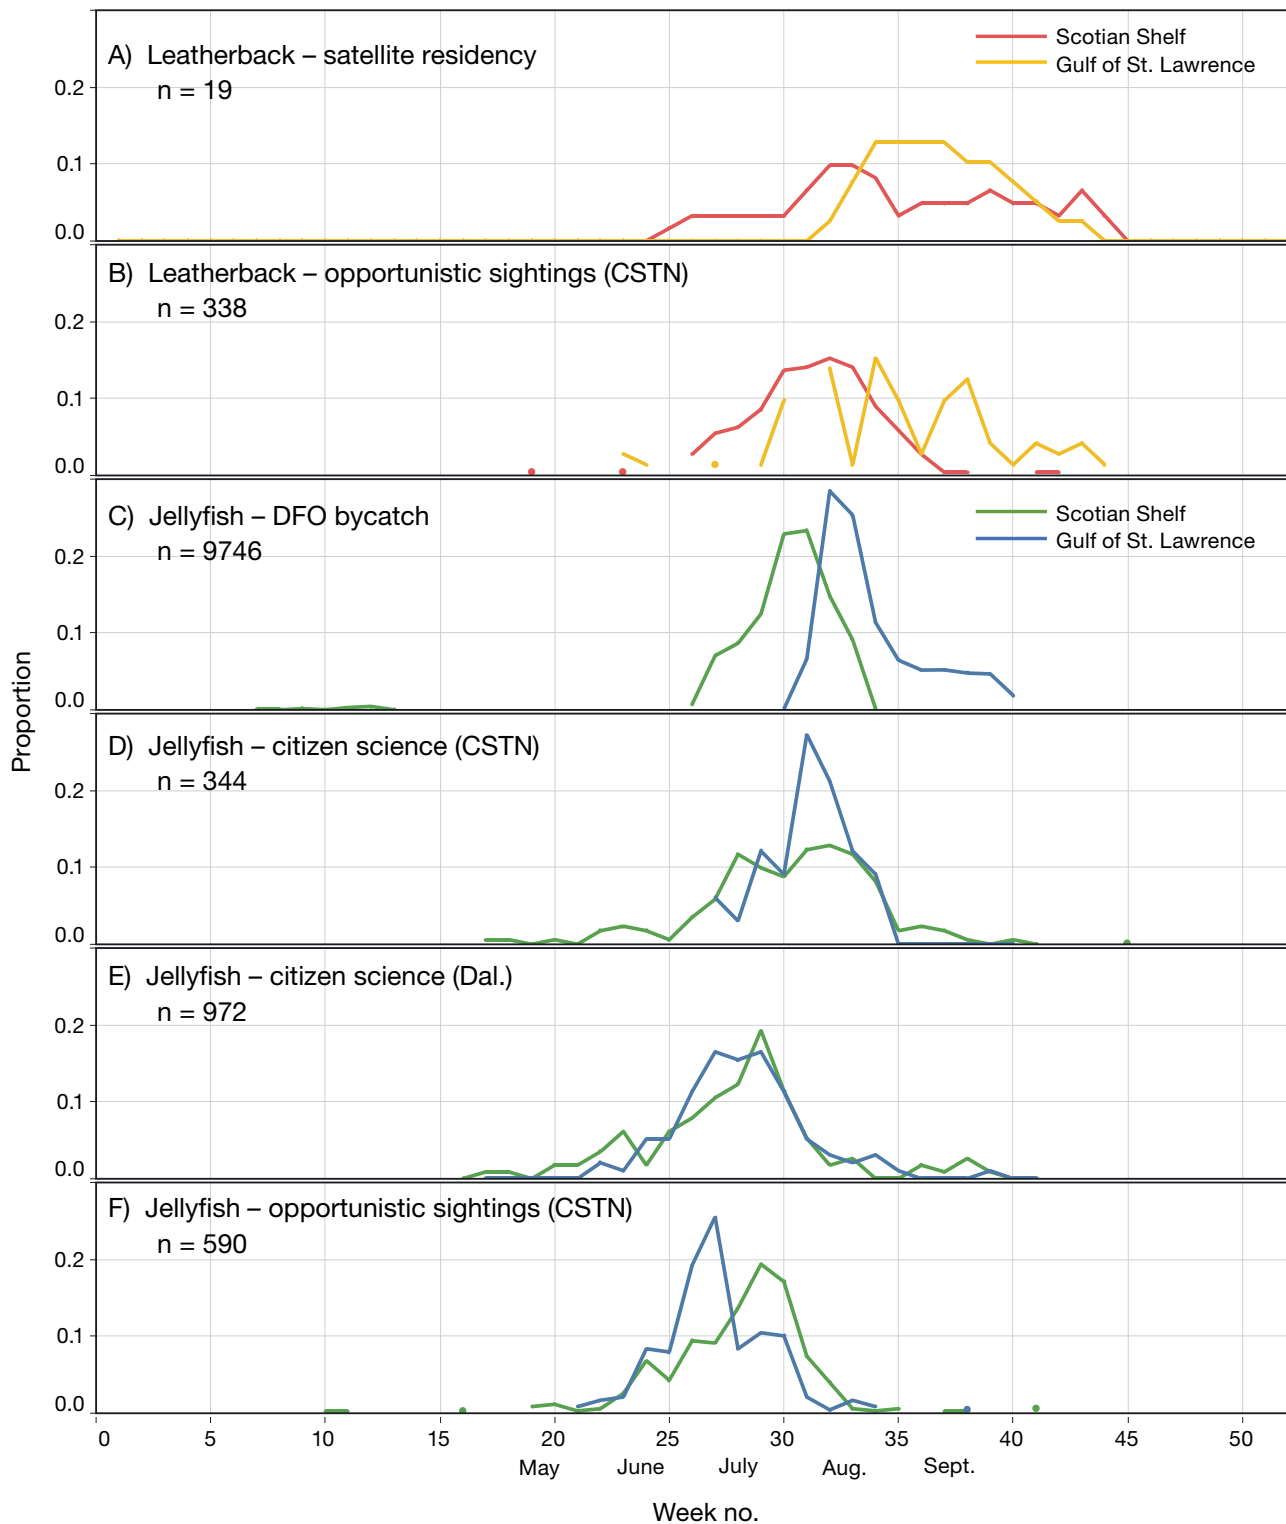 A) Leatherback – satellite residency
n = 19
Scotian Shelf
Gulf of St. Lawrence
0.2
0.1
0.0
B) Leatherback – opportunistic sightings (CSTN)
n = 338
0.2
0.1
0.0
C) Jellyfish – DFO bycatch
n = 9746
Scotian Shelf
Gulf of St. Lawrence
0.2
0.1
0.0
D) Jellyfish – citizen science (CSTN)
n = 344
0.2
0.1
0.0
E) Jellyfish – citizen science (Dal.)
n = 972
0.2
0.1
0.0
F) Jellyfish – opportunistic sightings (CSTN)
n = 590
0.2
0.1
0.0
Proportion
0 5 10 15 20 25 30 35 40 45 50
May June July Aug. Sept.
Week no.